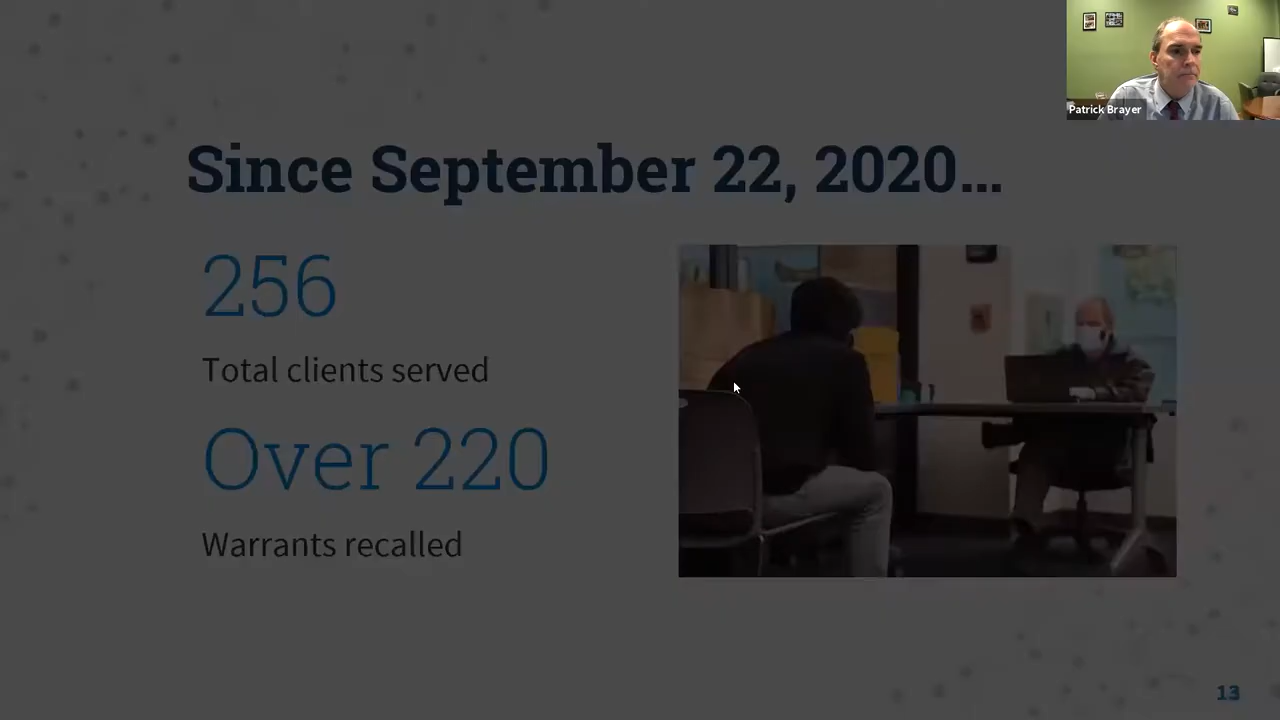 Patrick Brayer
Since September 22, 2020...
256
Total clients served
Over 220
Warrants recalled
13